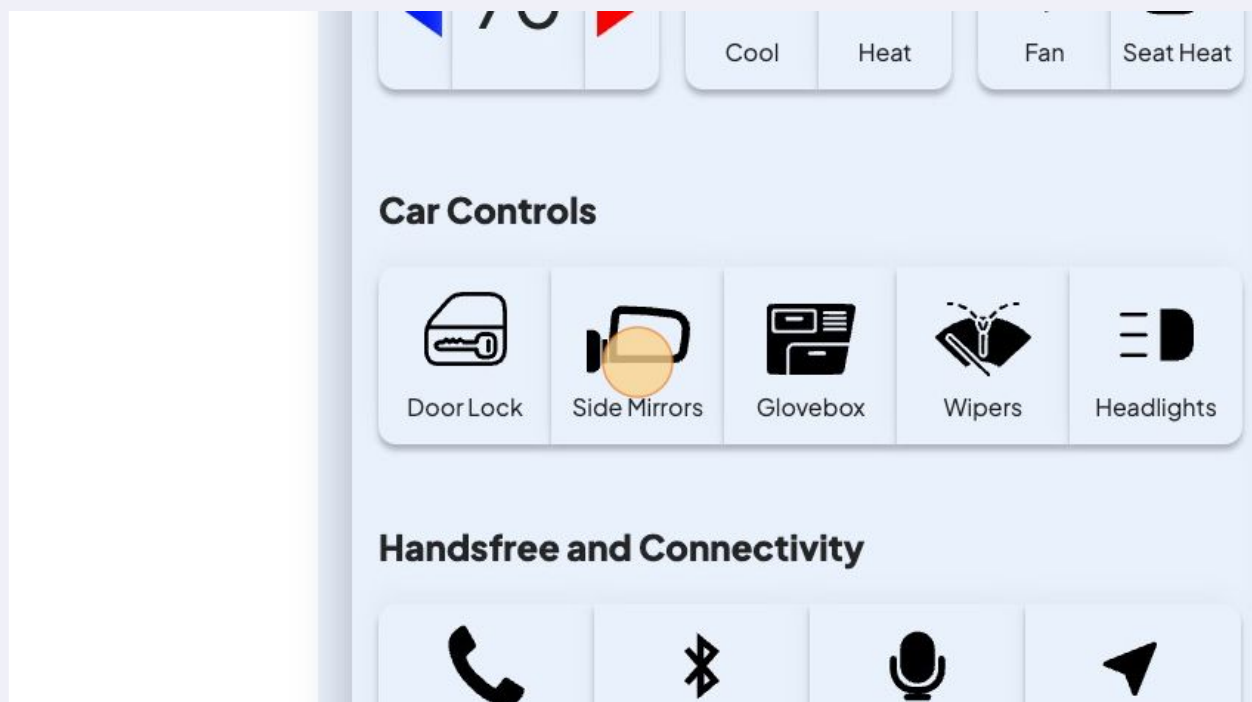 Cool Heat Fan Seat Heat
Car Controls
Door Lock Side Mirrors Glovebox Wipers Headlights
Handsfree and Connectivity